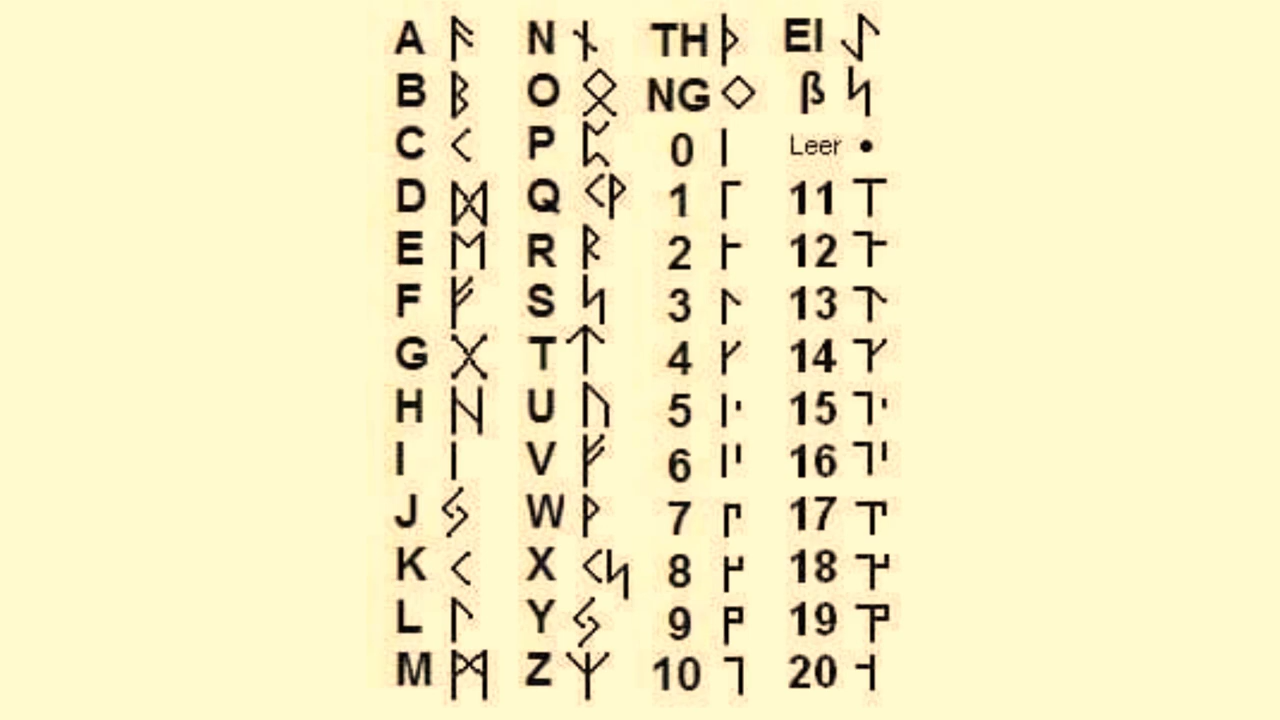 A ᚨ N ᚾ TH ᚦ EI ᛇ
B ᛒ O ᛟ NG ᛜ ß ᛋ
C ᚲ P ᛈ 0 Leer •
D ᛞ Q ᚲᚹ 1 11
E ᛖ R ᚱ 2 12
F ᚠ S ᛋ 3 13
G ᚷ T ᛏ 4 14
H ᚺ U ᚢ 5 15
I ᛁ V ᚠ 6 16
J ᛃ W ᚹ 7 17
K ᚲ X ᚲᛋ 8 18
L ᛚ Y ᛃ 9 19
M ᛗ Z ᛉ 10 20